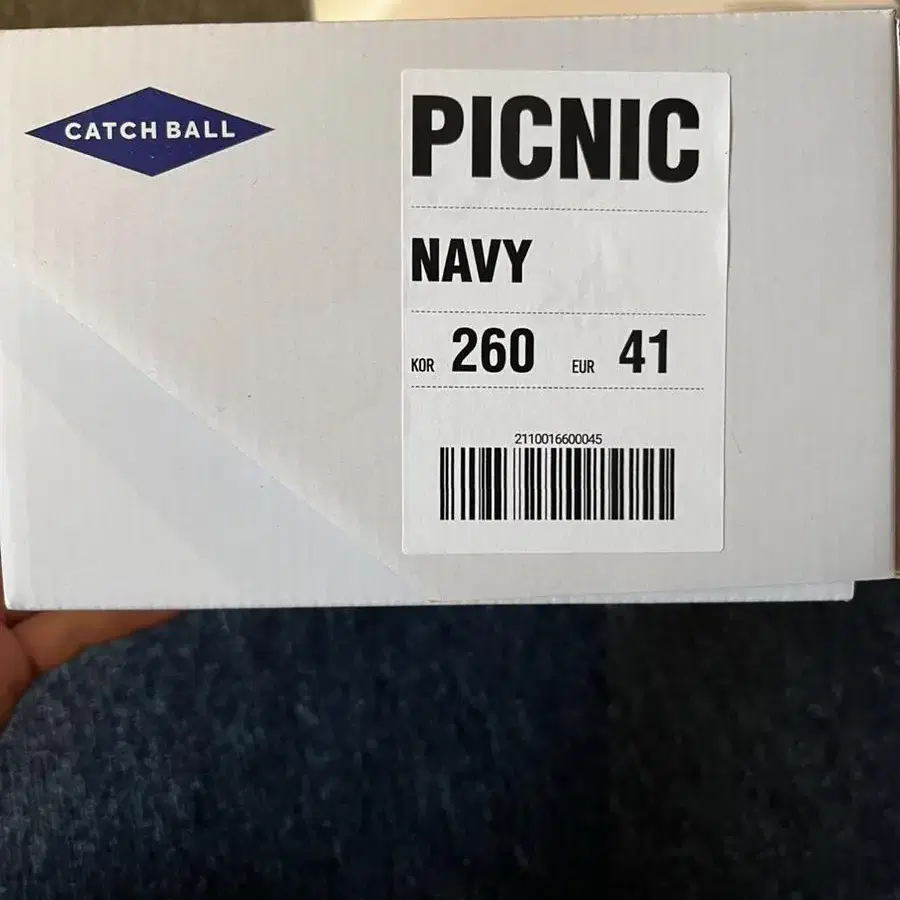 CATCH BALL
PICNIC
NAVY
KOR 260 EUR 41
2110016600045